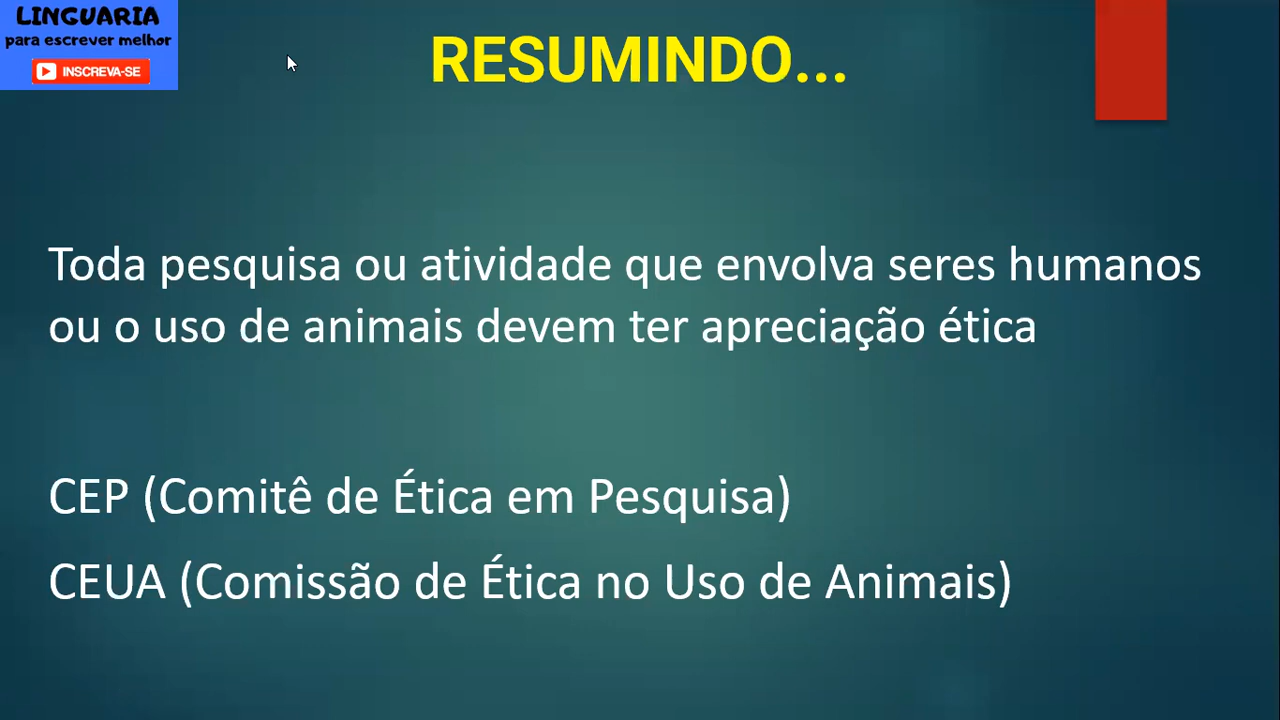 LINGUARIA
para escrever melhor
INSCREVA-SE
RESUMINDO...
Toda pesquisa ou atividade que envolva seres humanos
ou o uso de animais devem ter apreciação ética
CEP (Comitê de Ética em Pesquisa)
CEUA (Comissão de Ética no Uso de Animais)